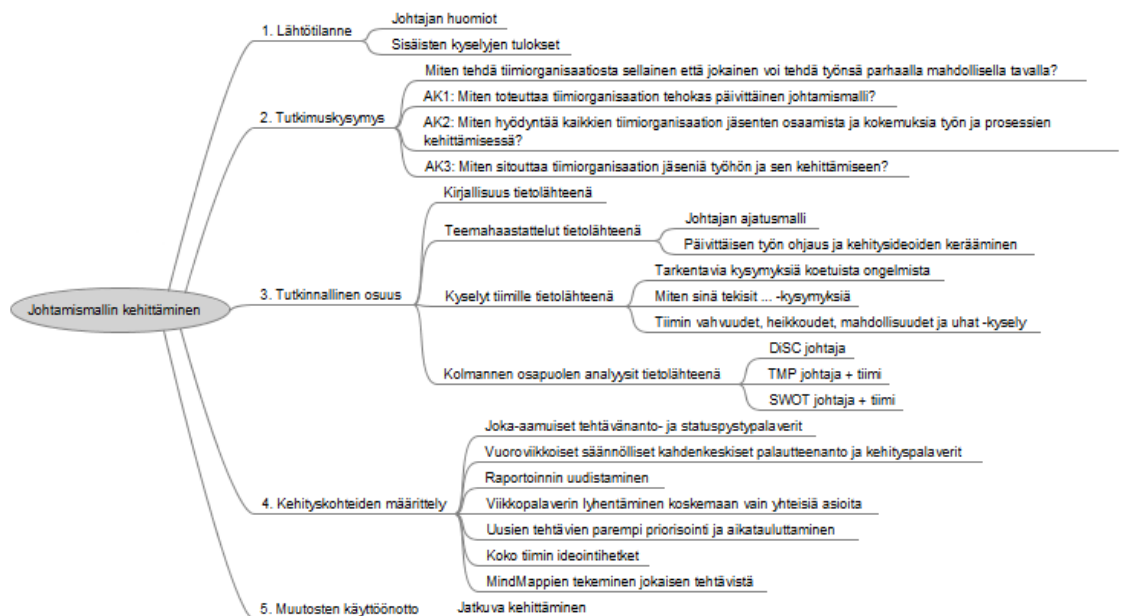 Johtamismallin kehittäminen
1. Lähtötilanne
Johtajan huomiot
Sisäisten kyselyjen tulokset
2. Tutkimuskysymys
Miten tehdä tiimiorganisaatiosta sellainen että jokainen voi tehdä työnsä parhaalla mahdollisella tavalla?
AK1: Miten toteuttaa tiimiorganisaation tehokas päivittäinen johtamismalli?
AK2: Miten hyödyntää kaikkien tiimiorganisaation jäsenten osaamista ja kokemuksia työn ja prosessien
kehittämisessä?
AK3: Miten sitouttaa tiimiorganisaation jäseniä työhön ja sen kehittämiseen?
3. Tutkinnallinen osuus
Kirjallisuus tietolähteenä
Teemahaastattelut tietolähteenä
Johtajan ajatusmalli
Päivittäisen työn ohjaus ja kehitysideoiden kerääminen
Kyselyt tiimille tietolähteenä
Tarkentavia kysymyksiä koetuista ongelmista
Miten sinä tekisit ... -kysymyksiä
Tiimin vahvuudet, heikkoudet, mahdollisuudet ja uhat -kysely
Kolmannen osapuolen analyysit tietolähteenä
DiSC johtaja
TMP johtaja + tiimi
SWOT johtaja + tiimi
4. Kehityskohteiden määrittely
Joka-aamuiset tehtävänanto- ja statuspystypalaverit
Vuoroviikkoiset säännölliset kahdenkeskiset palautteenanto ja kehityspalaverit
Raportoinnin uudistaminen
Viikkopalaverin lyhentäminen koskemaan vain yhteisiä asioita
Uusien tehtävien parempi priorisointi ja aikatauluttaminen
Koko tiimin ideointihetket
MindMappien tekeminen jokaisen tehtävistä
5. Muutosten käyttöönotto
Jatkuva kehittäminen